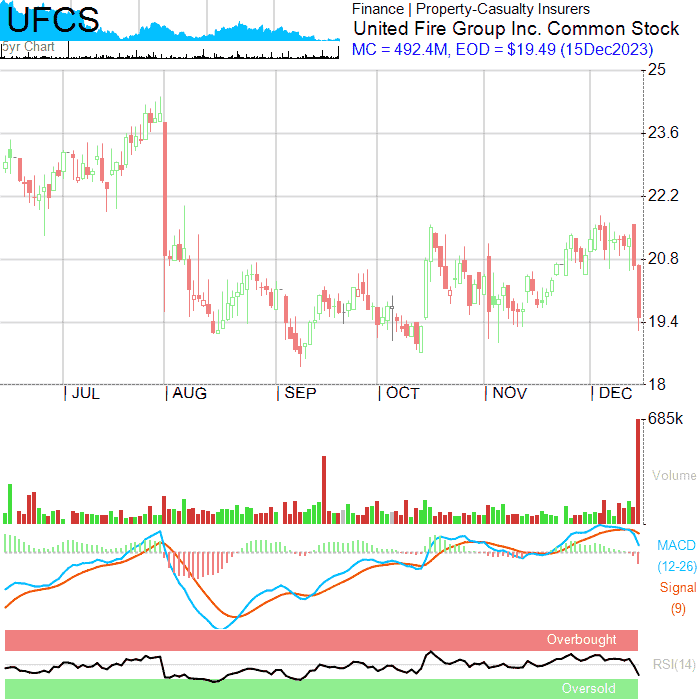 UFCS
5yr Chart
Finance | Property-Casualty Insurers
United Fire Group Inc. Common Stock
MC = 492.4M, EOD = $19.49 (15Dec2023)
25
23.6
22.2
20.8
19.4
18
| JUL | AUG | SEP | OCT | NOV | DEC
685k
Volume
MACD
(12-26)
Signal
(9)
Overbought
RSI(14)
Oversold